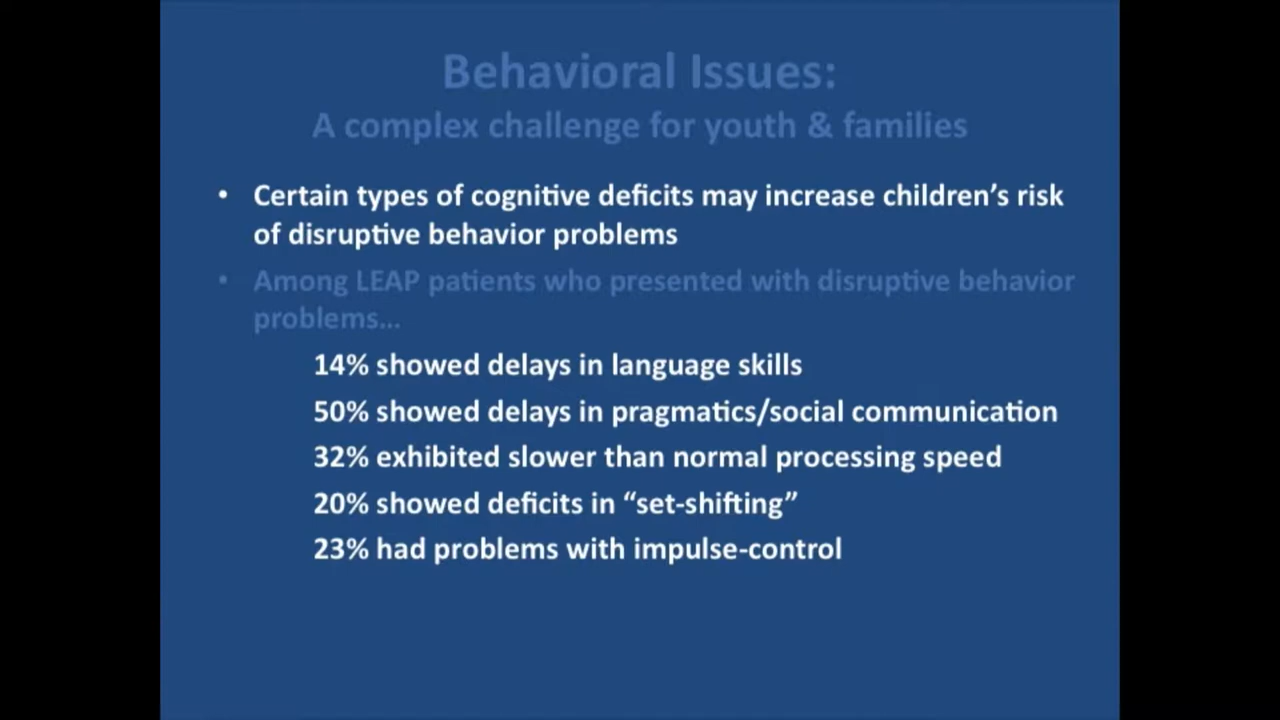 Behavioral Issues:
A complex challenge for youth & families
• Certain types of cognitive deficits may increase children’s risk
of disruptive behavior problems
• Among LEAP patients who presented with disruptive behavior
problems…
14% showed delays in language skills
50% showed delays in pragmatics/social communication
32% exhibited slower than normal processing speed
20% showed deficits in “set-shifting”
23% had problems with impulse-control